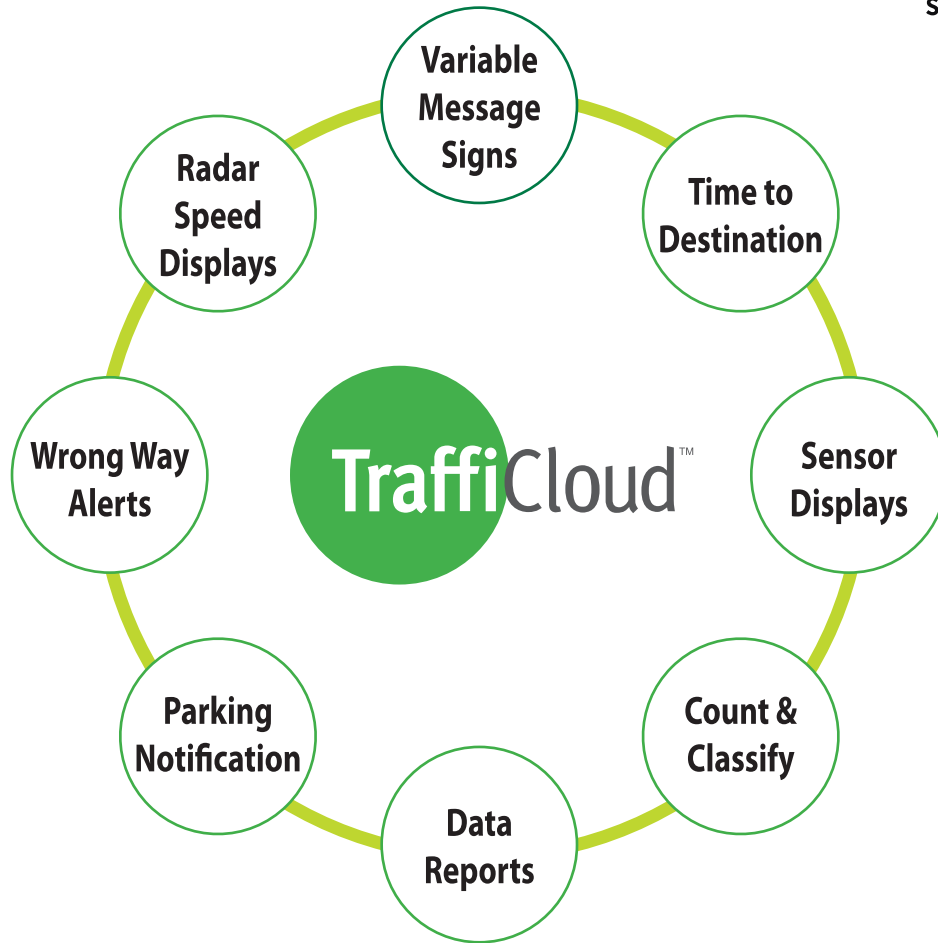 Variable
Message
Signs
Time to
Destination
Sensor
Displays
Count &
Classify
Data
Reports
Parking
Notification
Wrong Way
Alerts
Radar
Speed
Displays
TraffiCloud™